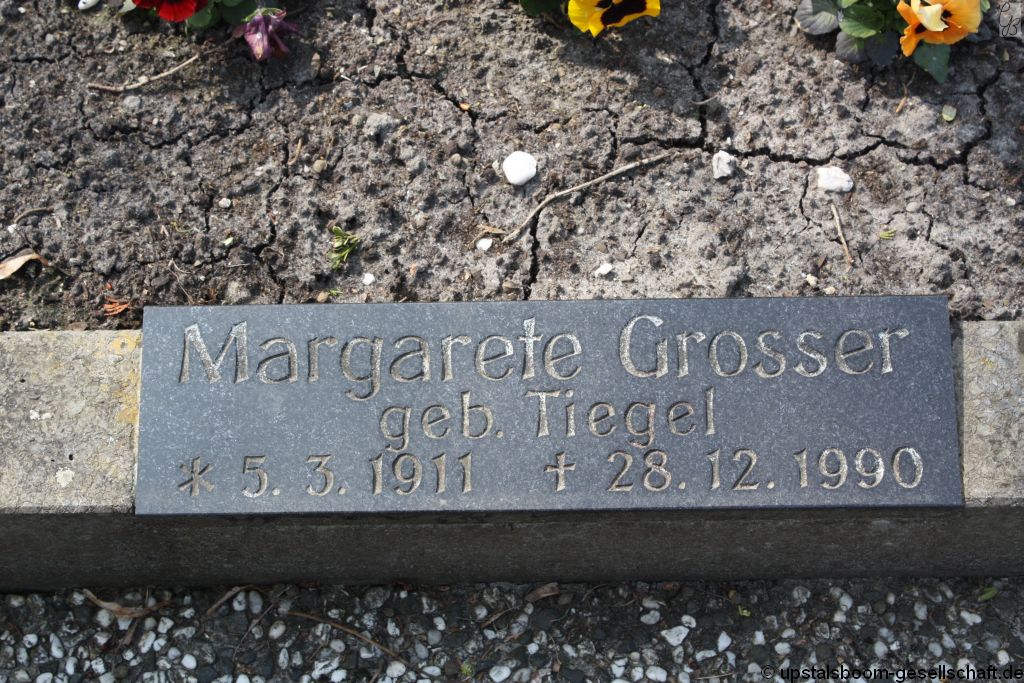 Margarete Grosser
geb. Tiegel
* 5. 3. 1911 † 28. 12. 1990
© upstalsboom-gesellschaft.de